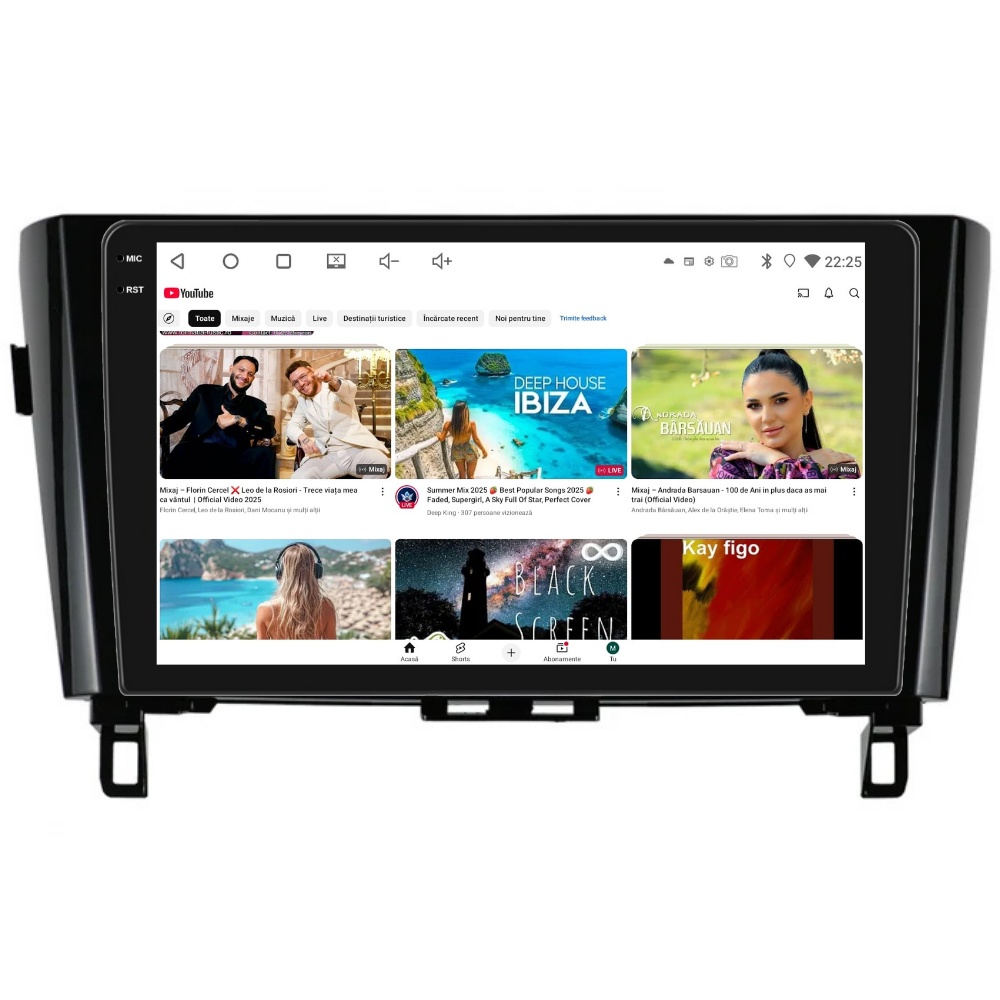 MIC
RST
22:25
YouTube
Toate
Mixaje
Muzică
Live
Destinații turistice
Încărcate recent
Noi pentru tine
Trimite feedback
DEEP HOUSE
IBIZA
ANDRADA
BÂRSĂUAN
Mixaj
LIVE
Mixaj
Mixaj – Florin Cercel ❌ Leo de la Rosiori - Trece viața mea
ca vântul | Official Video 2025
Florin Cercel, Leo de la Rosiori, Dani Mocanu și mulți alții
LIVE
Summer Mix 2025 🍓 Best Popular Songs 2025 🍓
Faded, Supergirl, A Sky Full Of Star, Perfect Cover
Deep King · 307 persoane vizionează
Mixaj – Andrada Barsauan - 100 de Ani in plus daca as mai
trai (Official Video)
Andrada Bârsăuan, Alex de la Orăștie, Elena Toma și mulți alții
BLACK
SCREEN
Kay figo
Acasă
Shorts
Abonamente
M
Tu